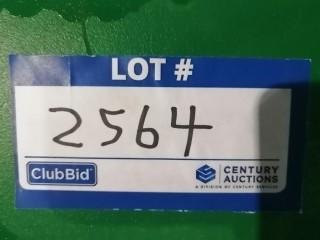 LOT #
2564
ClubBid
CENTURY
AUCTIONS
A DIVISION OF CENTURY SERVICES